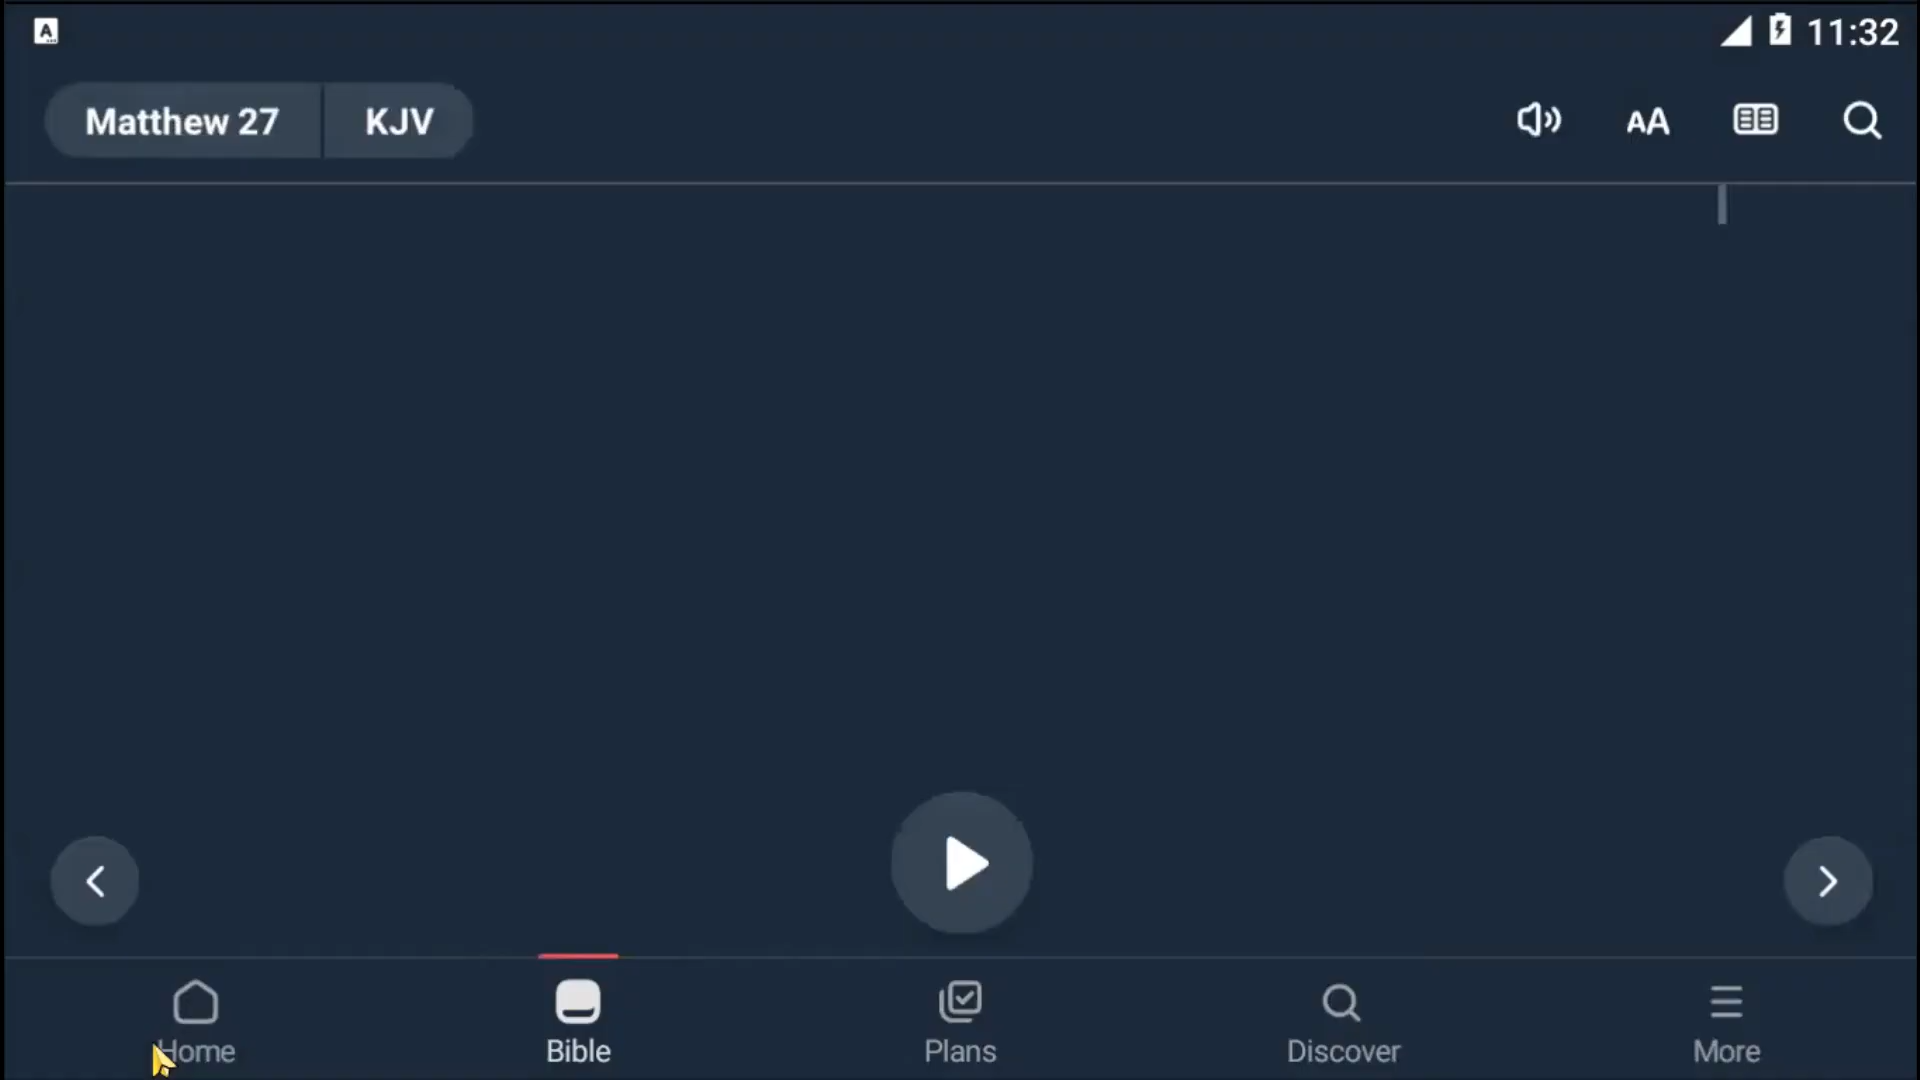 A
11:32
Matthew 27
KJV
AA
Home
Bible
Plans
Discover
More